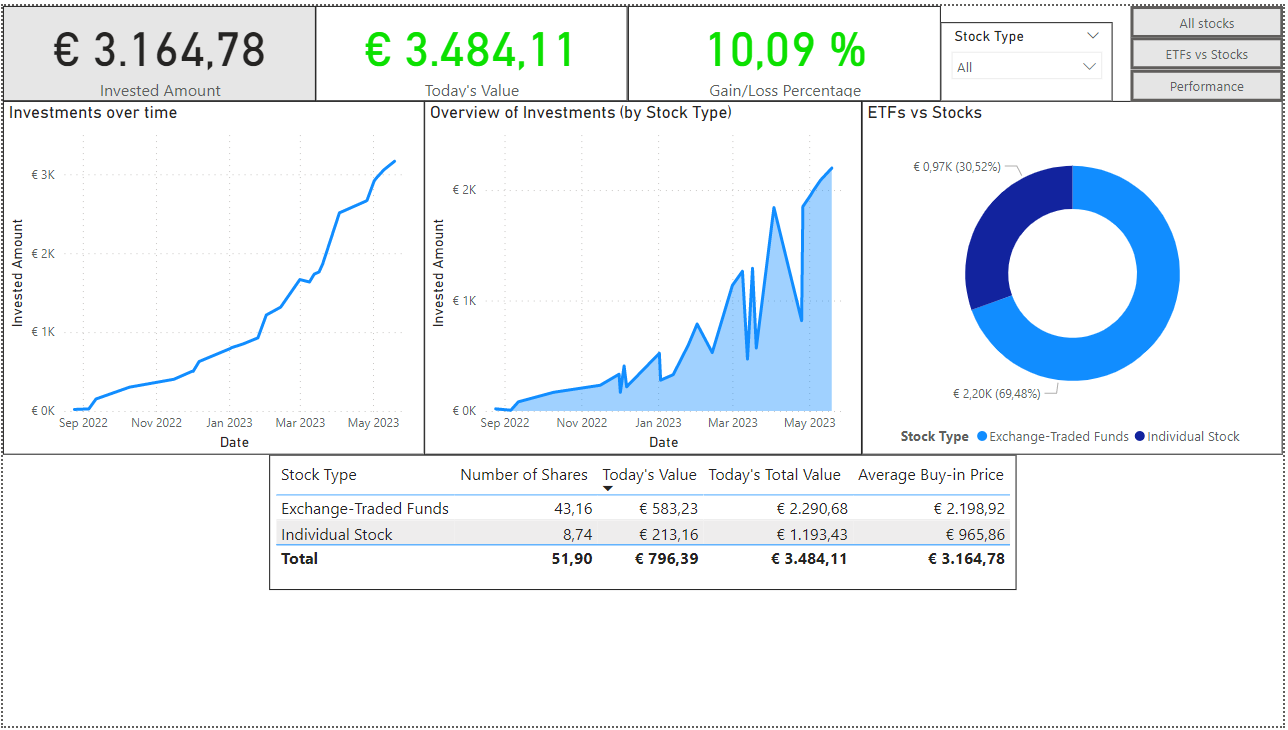 € 3.164,78
Invested Amount
€ 3.484,11
Today's Value
10,09 %
Gain/Loss Percentage
Stock Type
All
All stocks
ETFs vs Stocks
Performance
Investments over time
Invested Amount
€ 3K
€ 2K
€ 1K
€ 0K
Sep 2022 Nov 2022 Jan 2023 Mar 2023 May 2023
Date
Overview of Investments (by Stock Type)
Invested Amount
€ 2K
€ 1K
€ 0K
Sep 2022 Nov 2022 Jan 2023 Mar 2023 May 2023
Date
ETFs vs Stocks
€ 0,97K (30,52%)
€ 2,20K (69,48%)
Stock Type Exchange-Traded Funds Individual Stock
Stock Type Number of Shares Today's Value Today's Total Value Average Buy-in Price
Exchange-Traded Funds 43,16 € 583,23 € 2.290,68 € 2.198,92
Individual Stock 8,74 € 213,16 € 1.193,43 € 965,86
Total 51,90 € 796,39 € 3.484,11 € 3.164,78